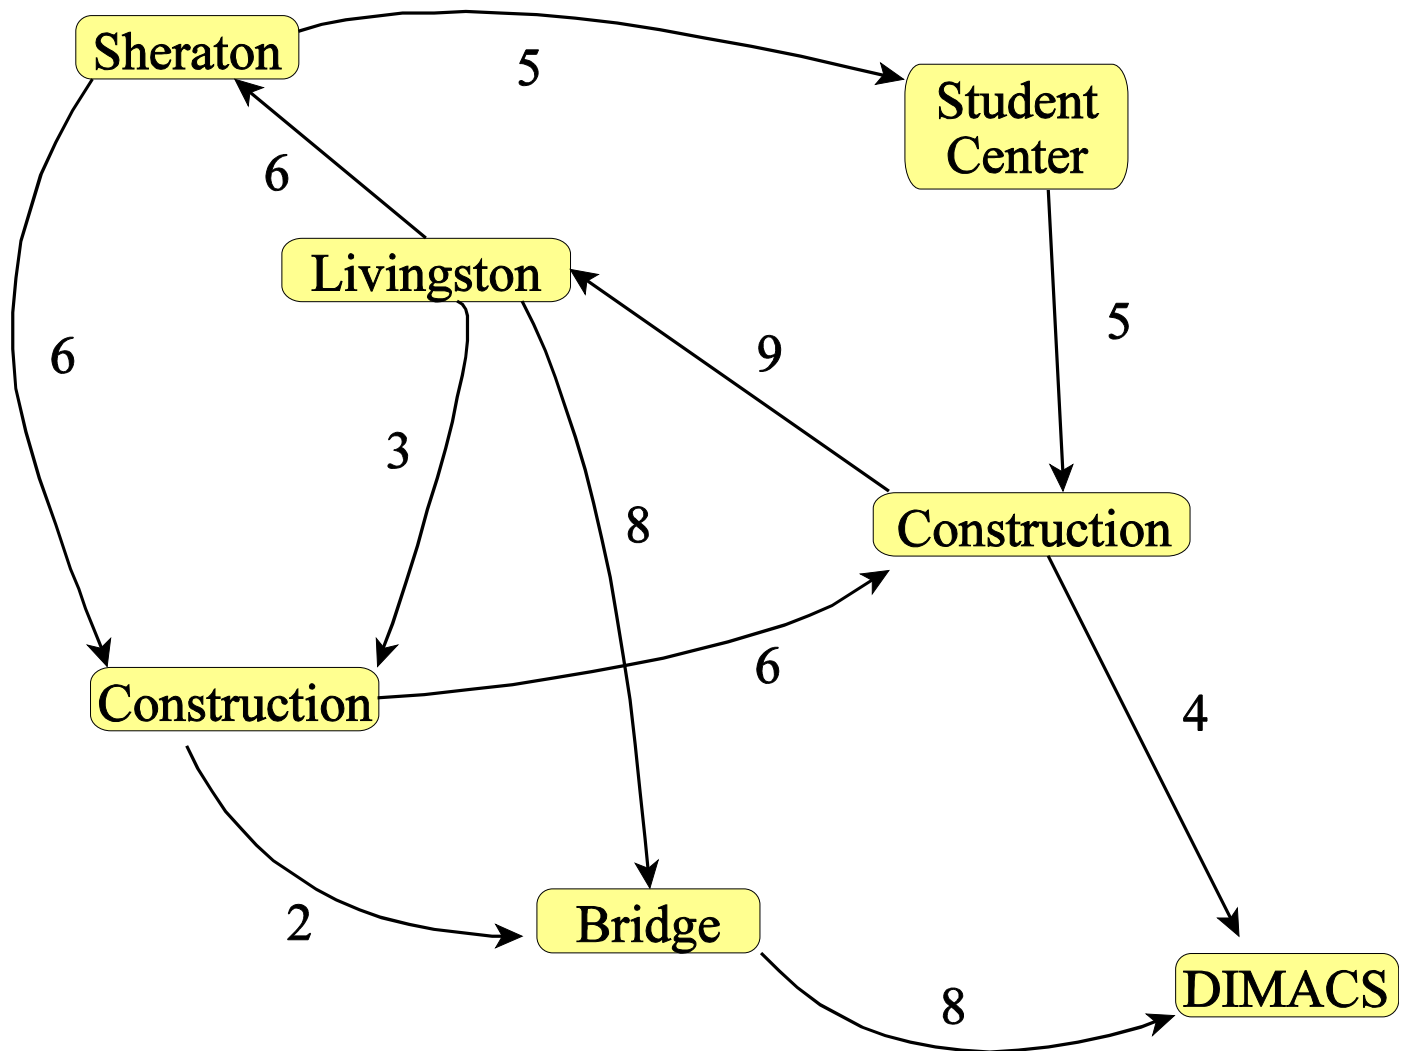 Sheraton
5
Student
Center
6
Livingston
6
9
5
3
8
Construction
6
Construction
4
2
Bridge
8
DIMACS